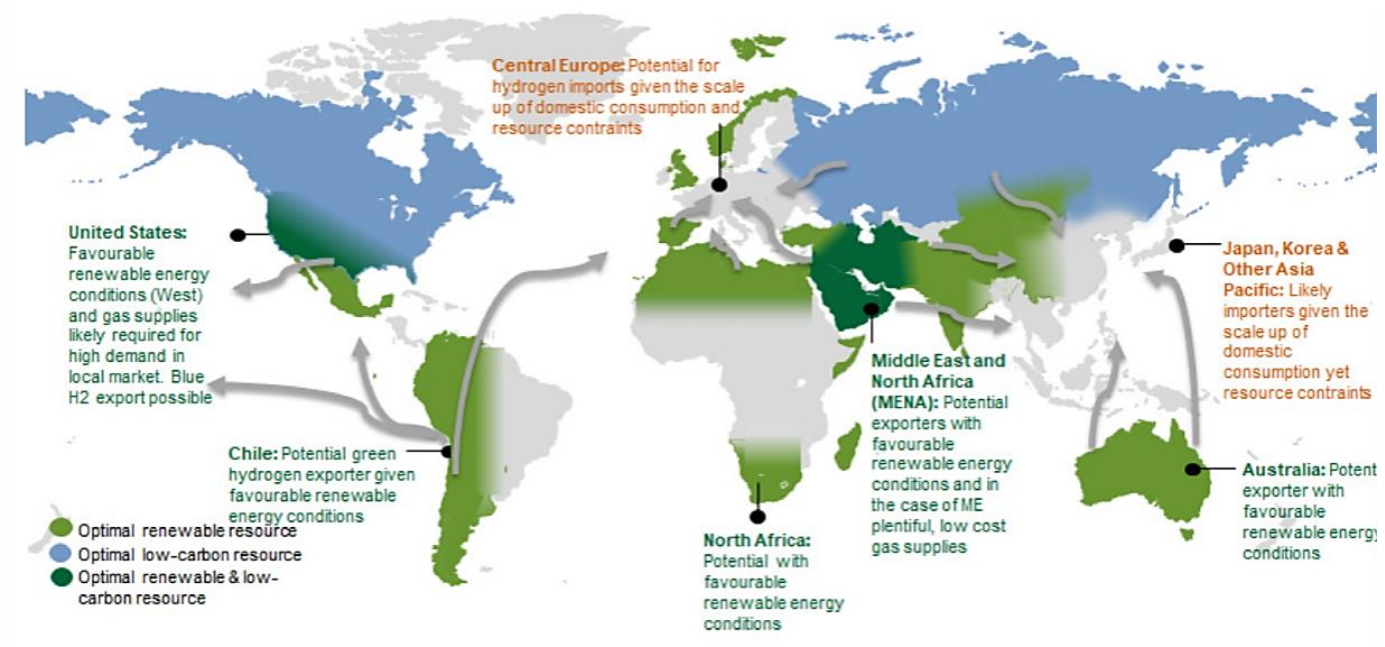 Central Europe: Potential for
hydrogen imports given the scale
up of domestic consumption and
resource contraints
United States:
Favourable
renewable energy
conditions (West)
and gas supplies
likely required for
high demand in
local market. Blue
H2 export possible
Japan, Korea &
Other Asia
Pacific: Likely
importers given the
scale up of
domestic
consumption yet
resource contraints
Middle East and
North Africa
(MENA): Potential
exporters with
favourable
renewable energy
conditions and in
the case of ME
plentiful, low cost
gas supplies
Chile: Potential green
hydrogen exporter given
favourable renewable
energy conditions
Australia: Potent
exporter with
favourable
renewable energy
conditions
North Africa:
Potential with
favourable
renewable energy
conditions
Optimal renewable resource
Optimal low-carbon resource
Optimal renewable & low-
carbon resource